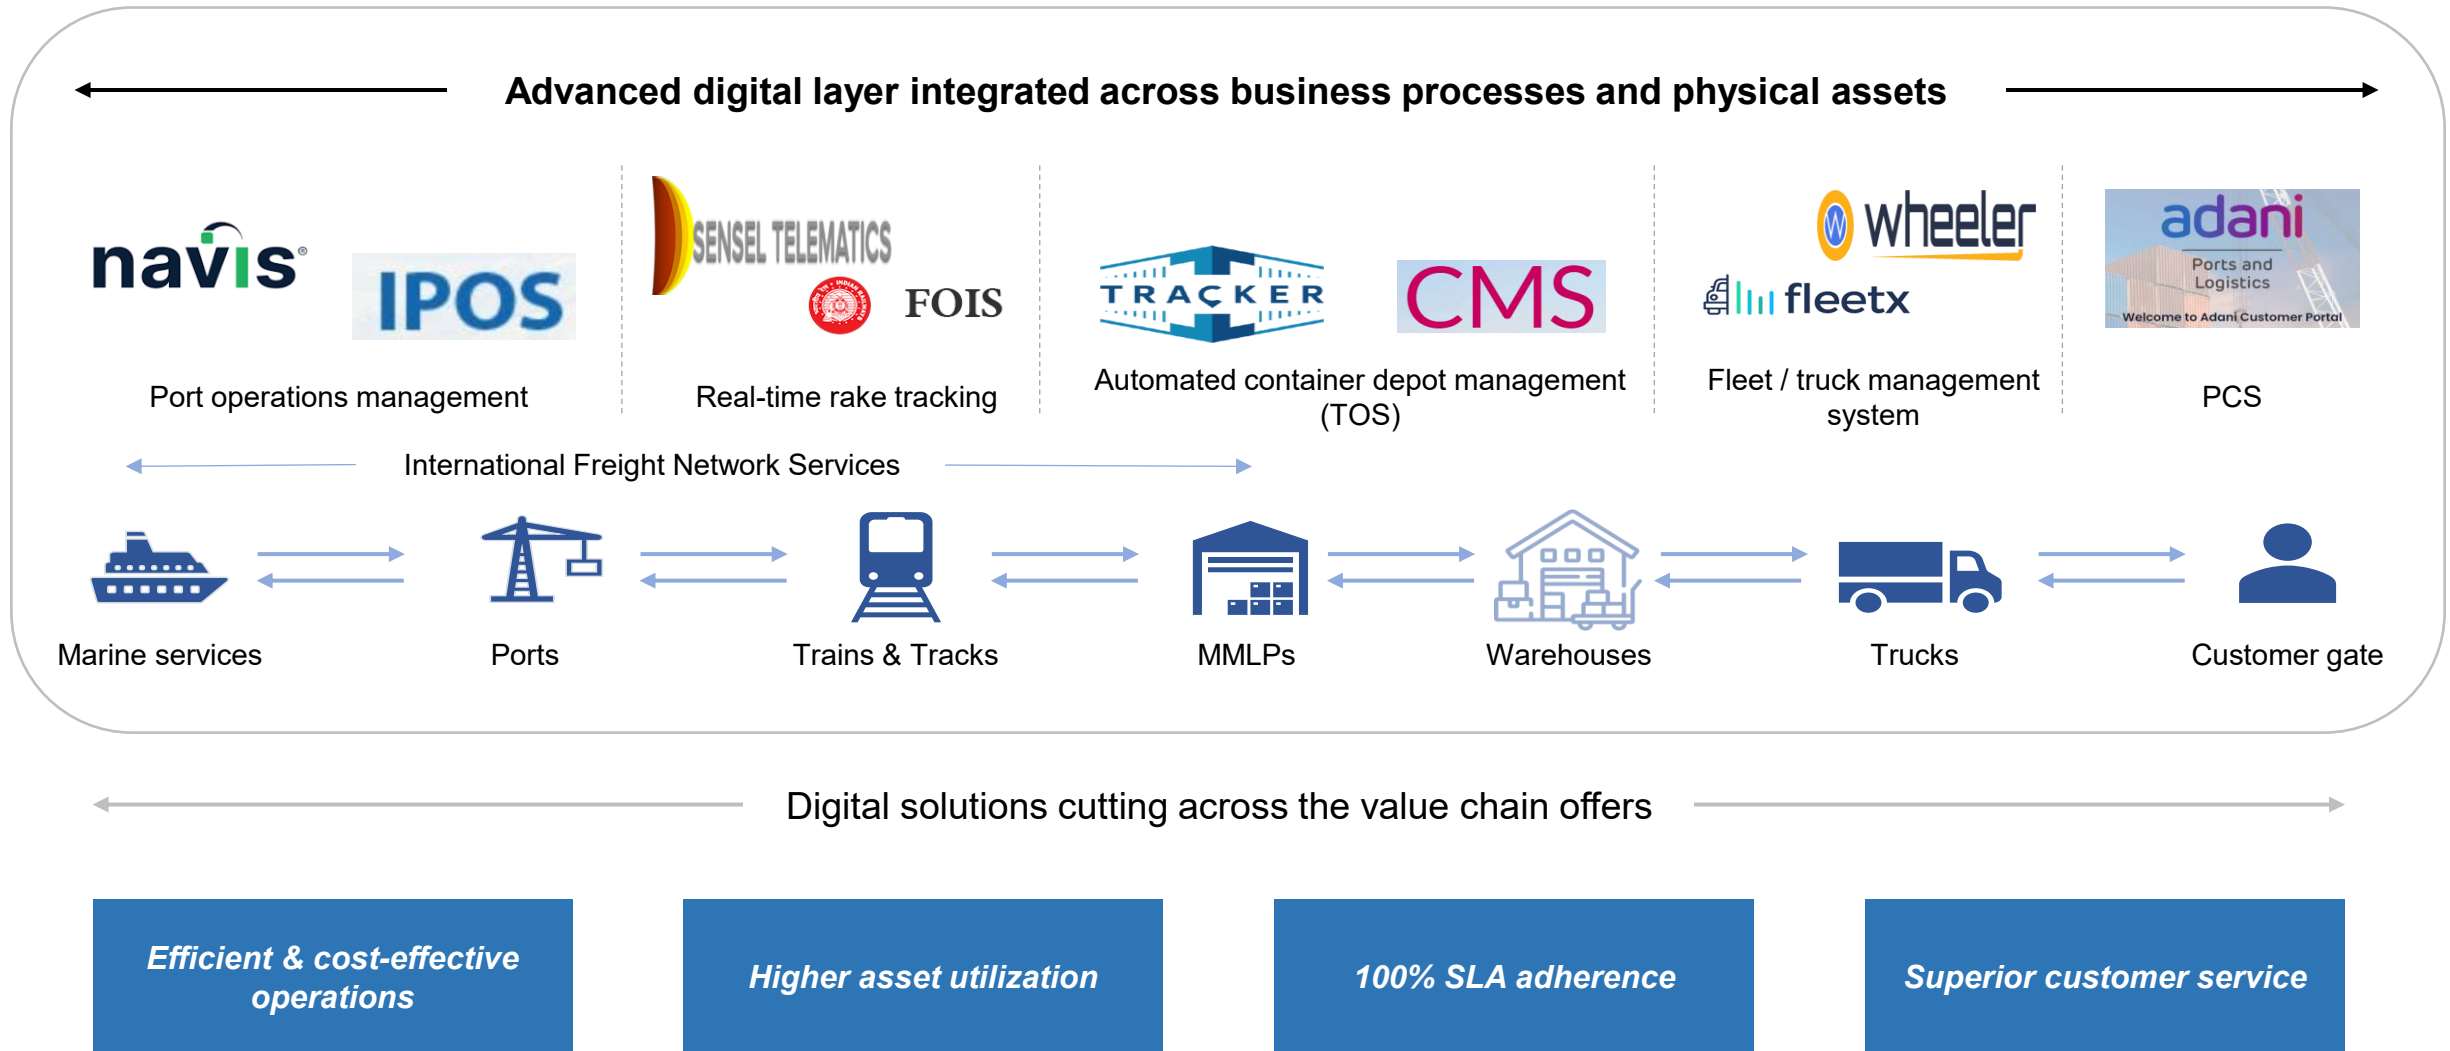 Advanced digital layer integrated across business processes and physical assets
navis®
IPOS
SENSEL TELEMATICS
FOIS
TRACKER
CMS
wheeler
fleetx
adani
Ports and
Logistics
Welcome to Adani Customer Portal
Port operations management
Real-time rake tracking
Automated container depot management
(TOS)
Fleet / truck management
system
PCS
International Freight Network Services
Marine services
Ports
Trains & Tracks
MMLPs
Warehouses
Trucks
Customer gate
Digital solutions cutting across the value chain offers
Efficient & cost-effective
operations
Higher asset utilization
100% SLA adherence
Superior customer service